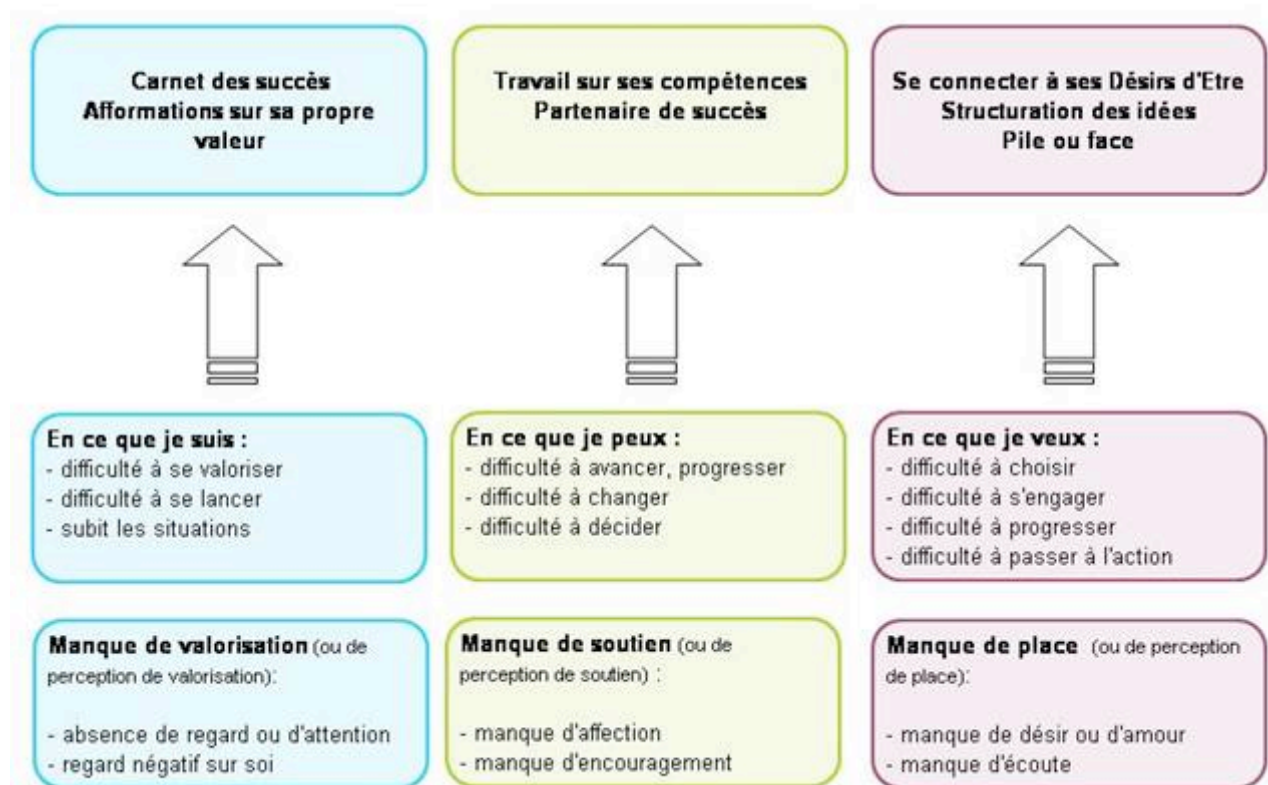 Carnet des succès
Afformations sur sa propre
valeur
Travail sur ses compétences
Partenaire de succès
Se connecter à ses Désirs d'Etre
Structuration des idées
Pile ou face
En ce que je suis :
- difficulté à se valoriser
- difficulté à se lancer
- subit les situations
En ce que je peux :
- difficulté à avancer, progresser
- difficulté à changer
- difficulté à décider
En ce que je veux :
- difficulté à choisir
- difficulté à s'engager
- difficulté à progresser
- difficulté à passer à l'action
Manque de valorisation (ou de
perception de valorisation):
- absence de regard ou d'attention
- regard négatif sur soi
Manque de soutien (ou de
perception de soutien) :
- manque d'affection
- manque d'encouragement
Manque de place (ou de perception
de place):
- manque de désir ou d'amour
- manque d'écoute